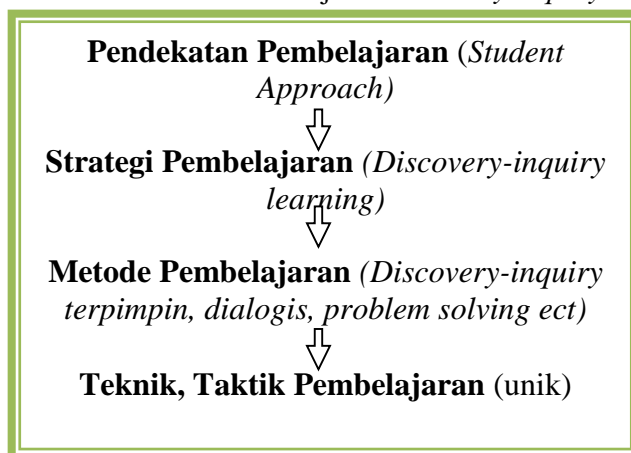 Pendekatan Pembelajaran (Student
Approach)
Strategi Pembelajaran (Discovery-inquiry
learning)
Metode Pembelajaran (Discovery-inquiry
terpimpin, dialogis, problem solving ect)
Teknik, Taktik Pembelajaran (unik)